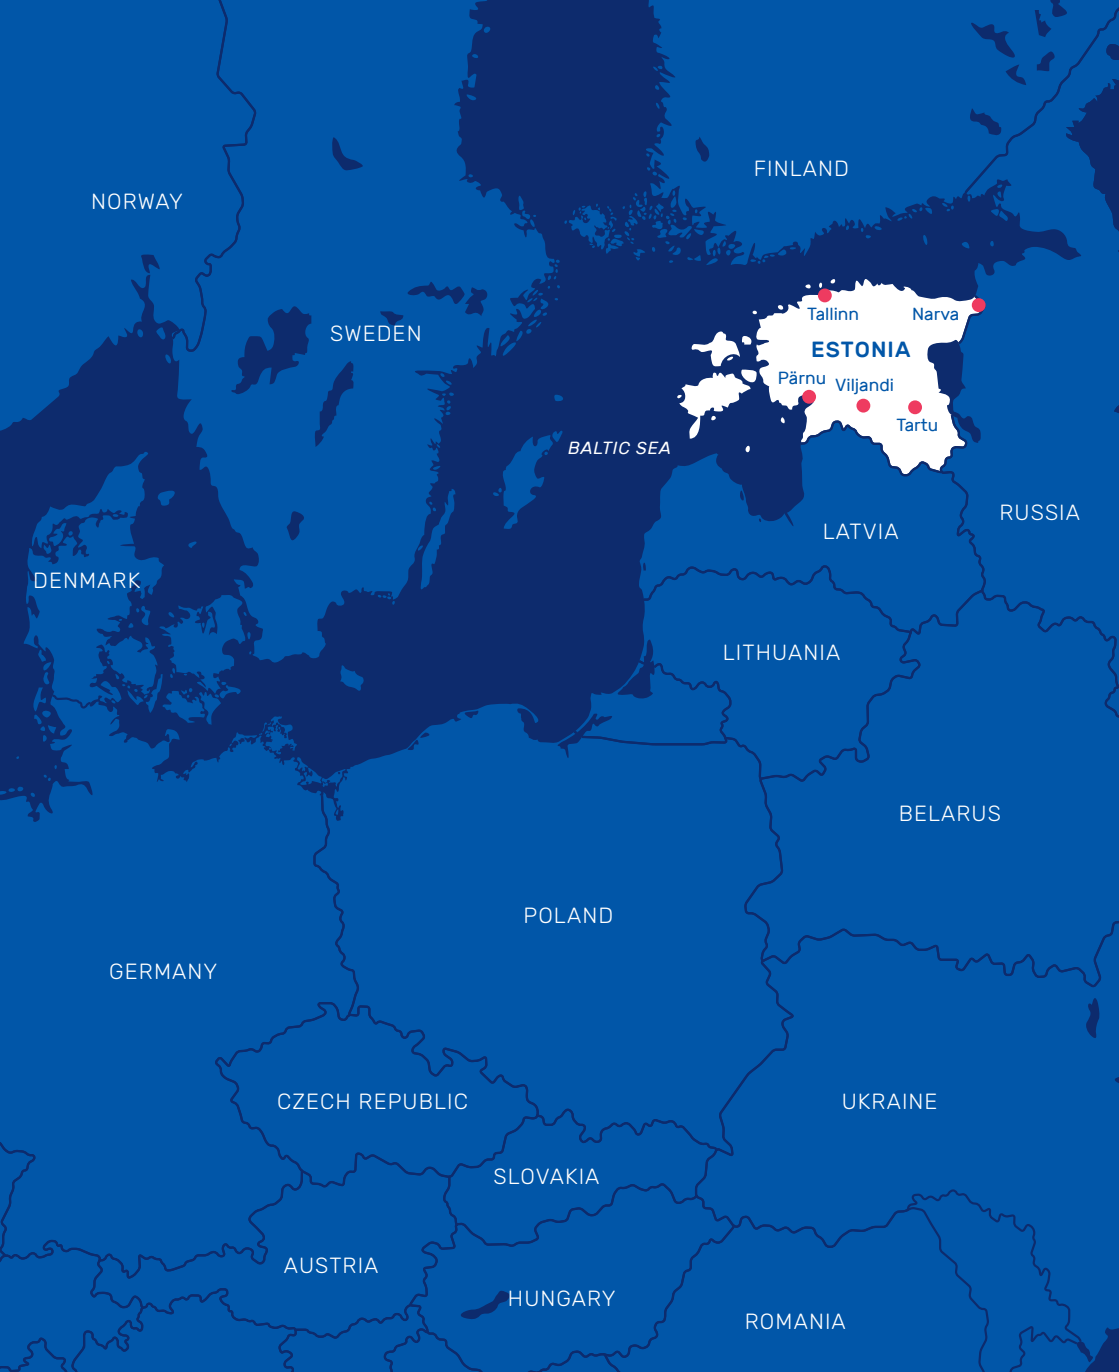 FINLAND
NORWAY
Tallinn
Narva
SWEDEN
ESTONIA
Pärnu
Viljandi
Tartu
BALTIC SEA
RUSSIA
LATVIA
DENMARK
LITHUANIA
BELARUS
POLAND
GERMANY
CZECH REPUBLIC
UKRAINE
SLOVAKIA
AUSTRIA
HUNGARY
ROMANIA